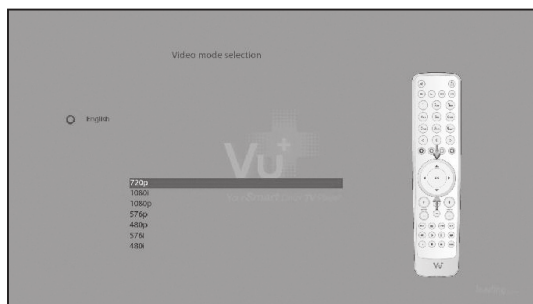 Video mode selection
English
Vu+
720p
1080i
1080p
576p
480p
576i
480i